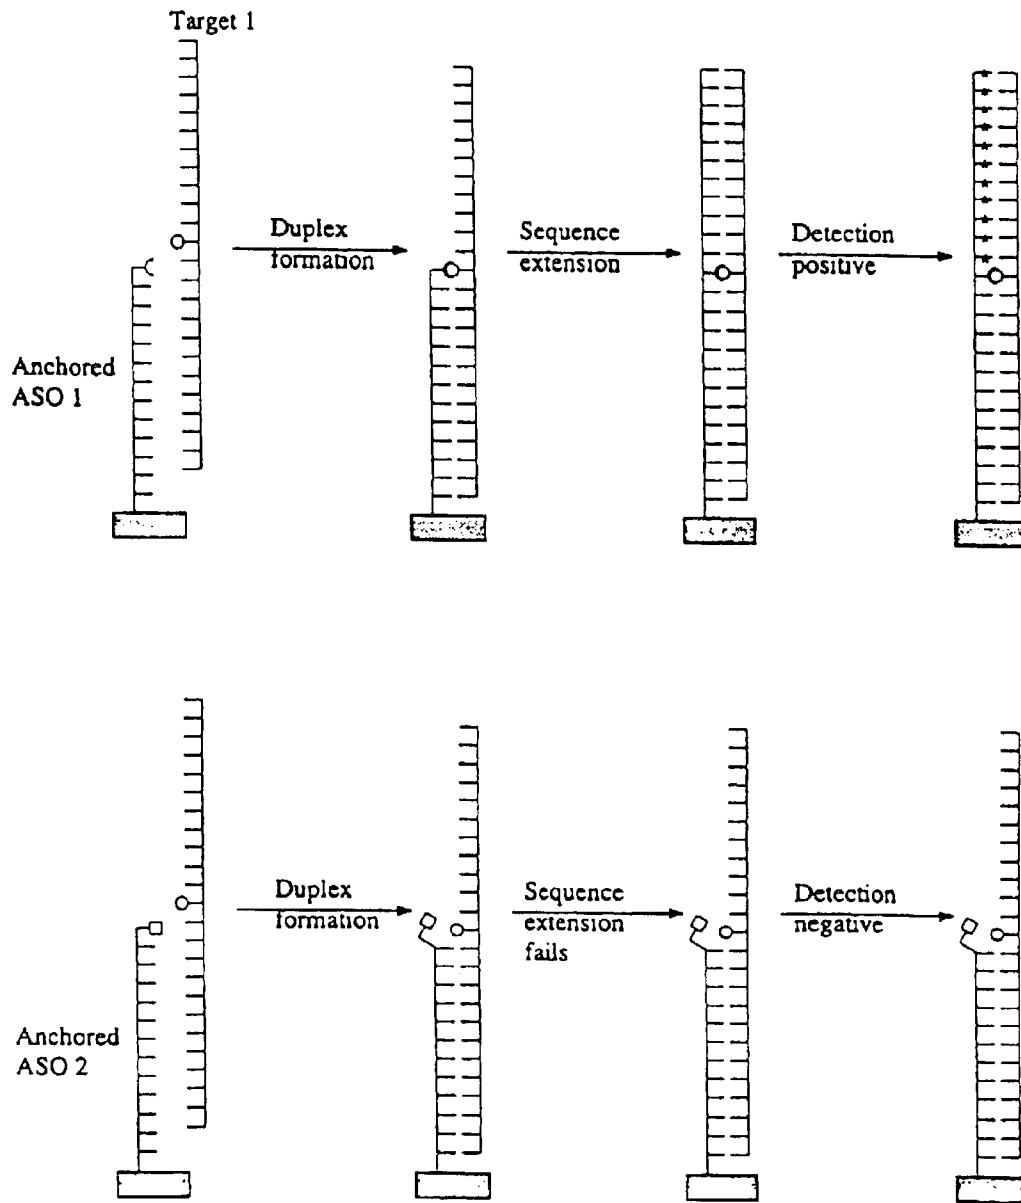 Target 1
Duplex
formation
Sequence
extension
Detection
positive
Anchored
ASO 1
Duplex
formation
Sequence
extension
fails
Detection
negative
Anchored
ASO 2